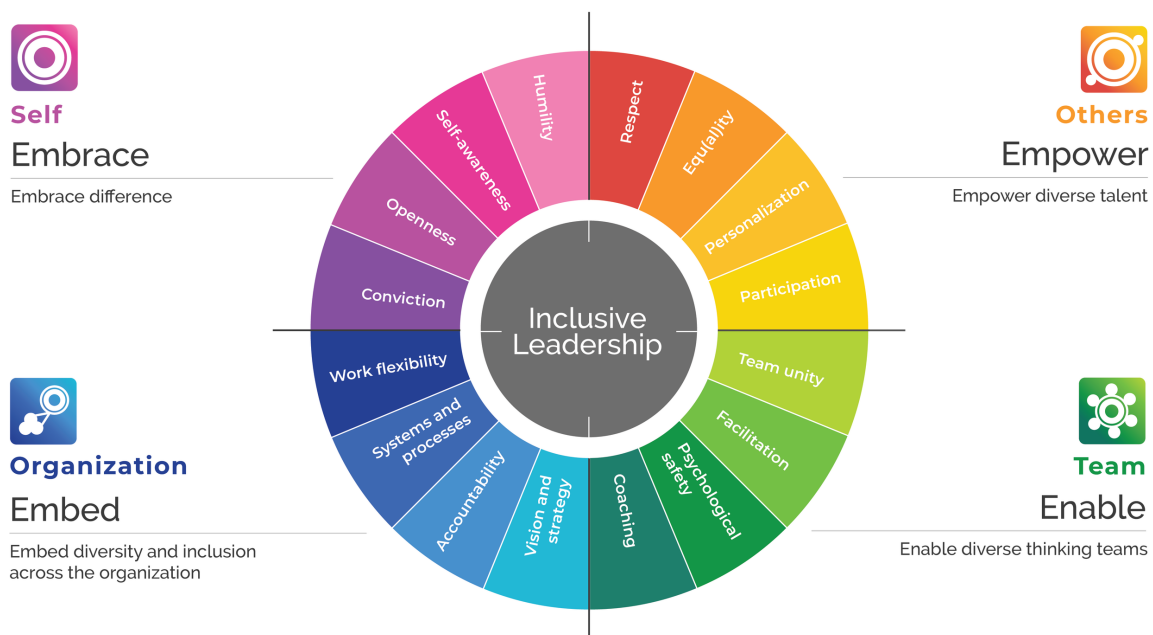 Self
Embrace
Embrace difference
Others
Empower
Empower diverse talent
Humility
Self-awareness
Openness
Conviction
Respect
Equ(al)ity
Personalization
Participation
Inclusive
Leadership
Work flexibility
Systems and
processes
Accountability
Vision and
strategy
Team unity
Facilitation
Psychological
safety
Coaching
Organization
Embed
Embed diversity and inclusion
across the organization
Team
Enable
Enable diverse thinking teams